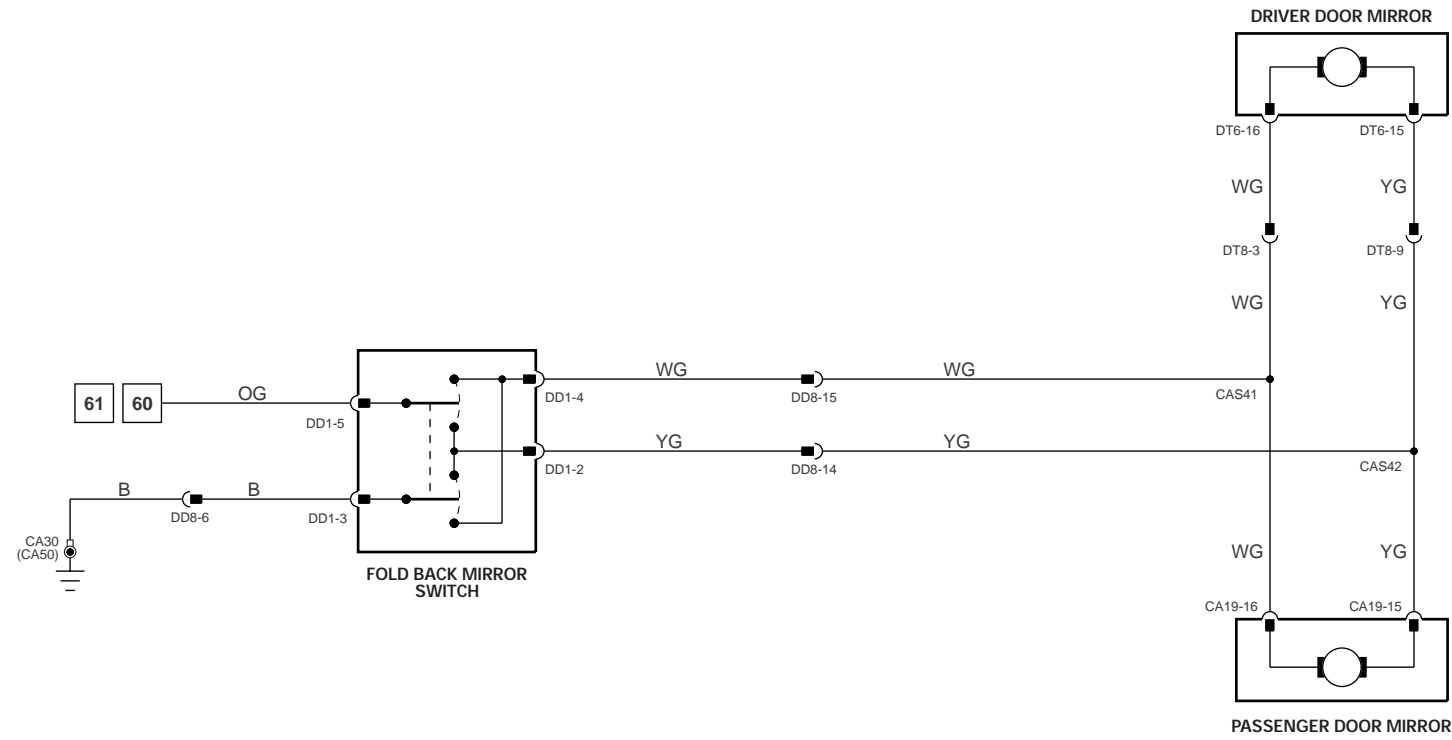 DRIVER DOOR MIRROR
DT6-16
DT6-15
WG
YG
DT8-3
DT8-9
WG
YG
61
60
OG
DD1-5
WG
WG
DD1-4
DD8-15
CAS41
YG
YG
DD1-2
DD8-14
CAS42
B
B
DD8-6
DD1-3
CA30
(CA50)
WG
YG
FOLD BACK MIRROR
SWITCH
CA19-16
CA19-15
PASSENGER DOOR MIRROR